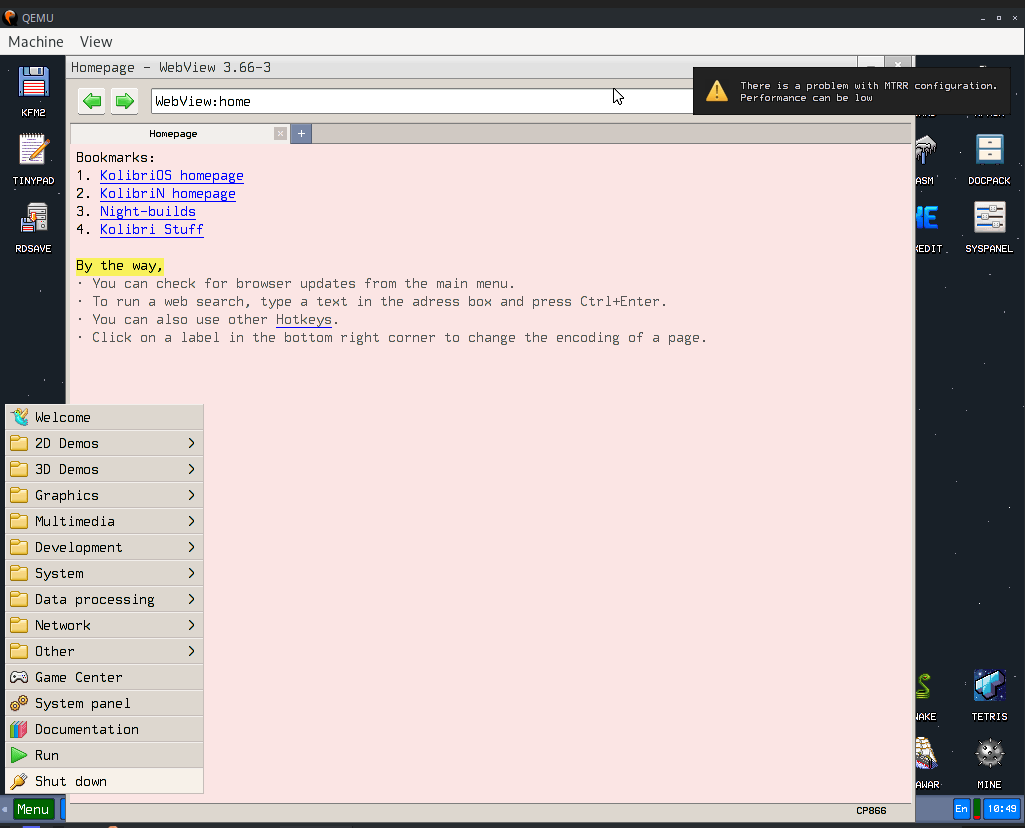 QEMU
Machine View
Homepage - WebView 3.66-3
There is a problem with MTRR configuration.
Performance can be low
KFM2
WebView:home
Homepage
TINYPAD
Bookmarks:
1. KolibriOS homepage
2. KolibriN homepage
3. Night-builds
4. Kolibri Stuff
ASM
DOCPACK
RDSAVE
XEDIT
SYSPANEL
By the way,
· You can check for browser updates from the main menu.
· To run a web search, type a text in the adress box and press Ctrl+Enter.
· You can also use other Hotkeys.
· Click on a label in the bottom right corner to change the encoding of a page.
Welcome
2D Demos
3D Demos
Graphics
Multimedia
Development
System
Data processing
Network
Other
Game Center
System panel
Documentation
Run
Shut down
TETRIS
AWAR
MINE
Menu
CP866
En
10:49